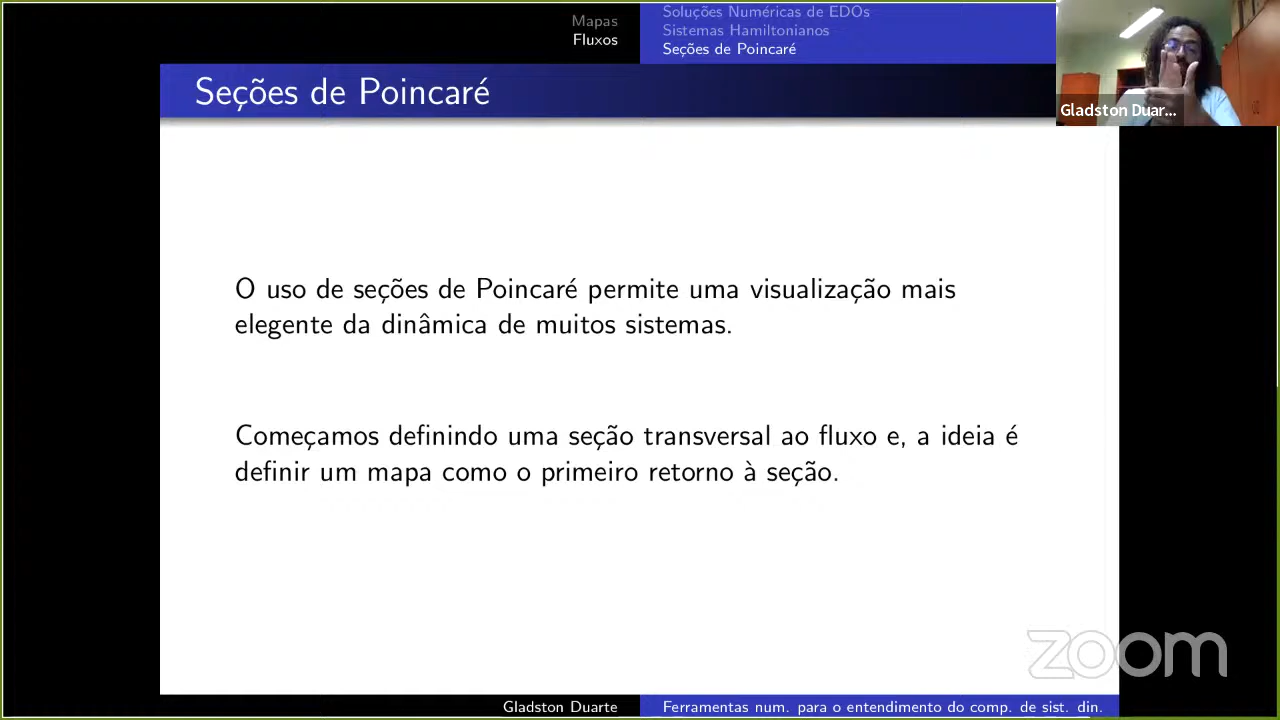 Mapas
Fluxos
Soluções Numéricas de EDOs
Sistemas Hamiltonianos
Seções de Poincaré
Gladston Duar...
Seções de Poincaré
O uso de seções de Poincaré permite uma visualização mais
elegente da dinâmica de muitos sistemas.
Começamos definindo uma seção transversal ao fluxo e, a ideia é
definir um mapa como o primeiro retorno à seção.
zoom
Gladston Duarte
Ferramentas num. para o entendimento do comp. de sist. din.